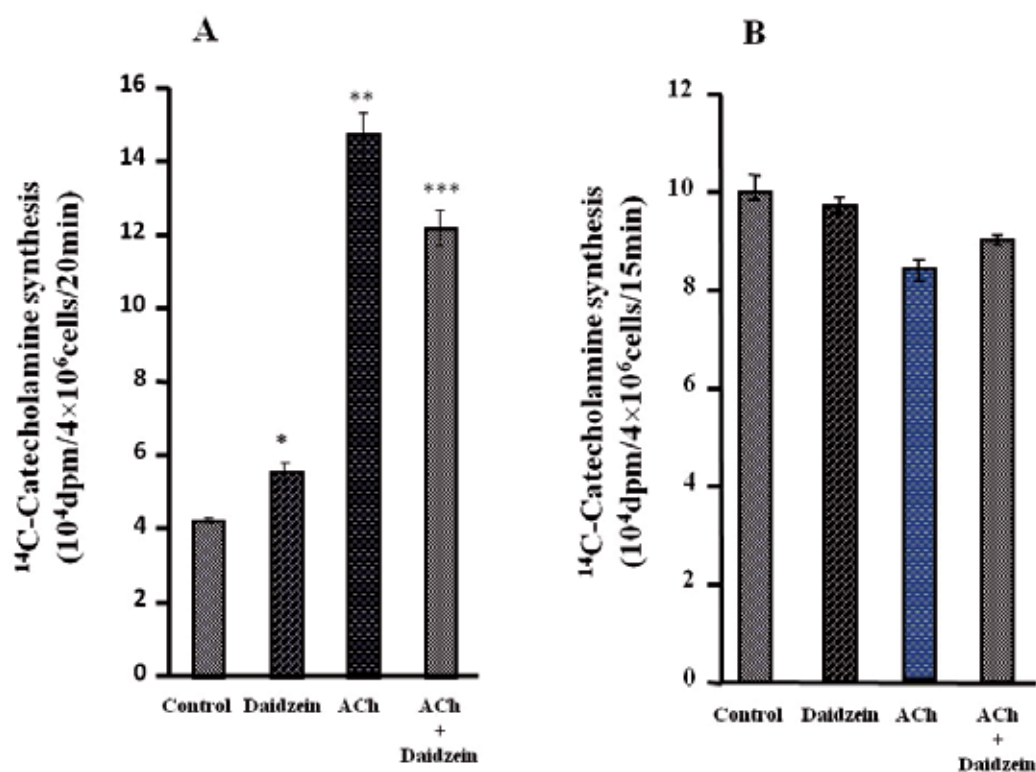 A
¹⁴C-Catecholamine synthesis
(10⁴dpm/4×10⁶cells/20min)
16
14
12
10
8
6
4
2
0
*
**
***
Control Daidzein ACh ACh
+
Daidzein
B
¹⁴C-Catecholamine synthesis
(10⁴dpm/4×10⁶cells/15min)
12
10
8
6
4
2
0
Control Daidzein ACh ACh
+
Daidzein